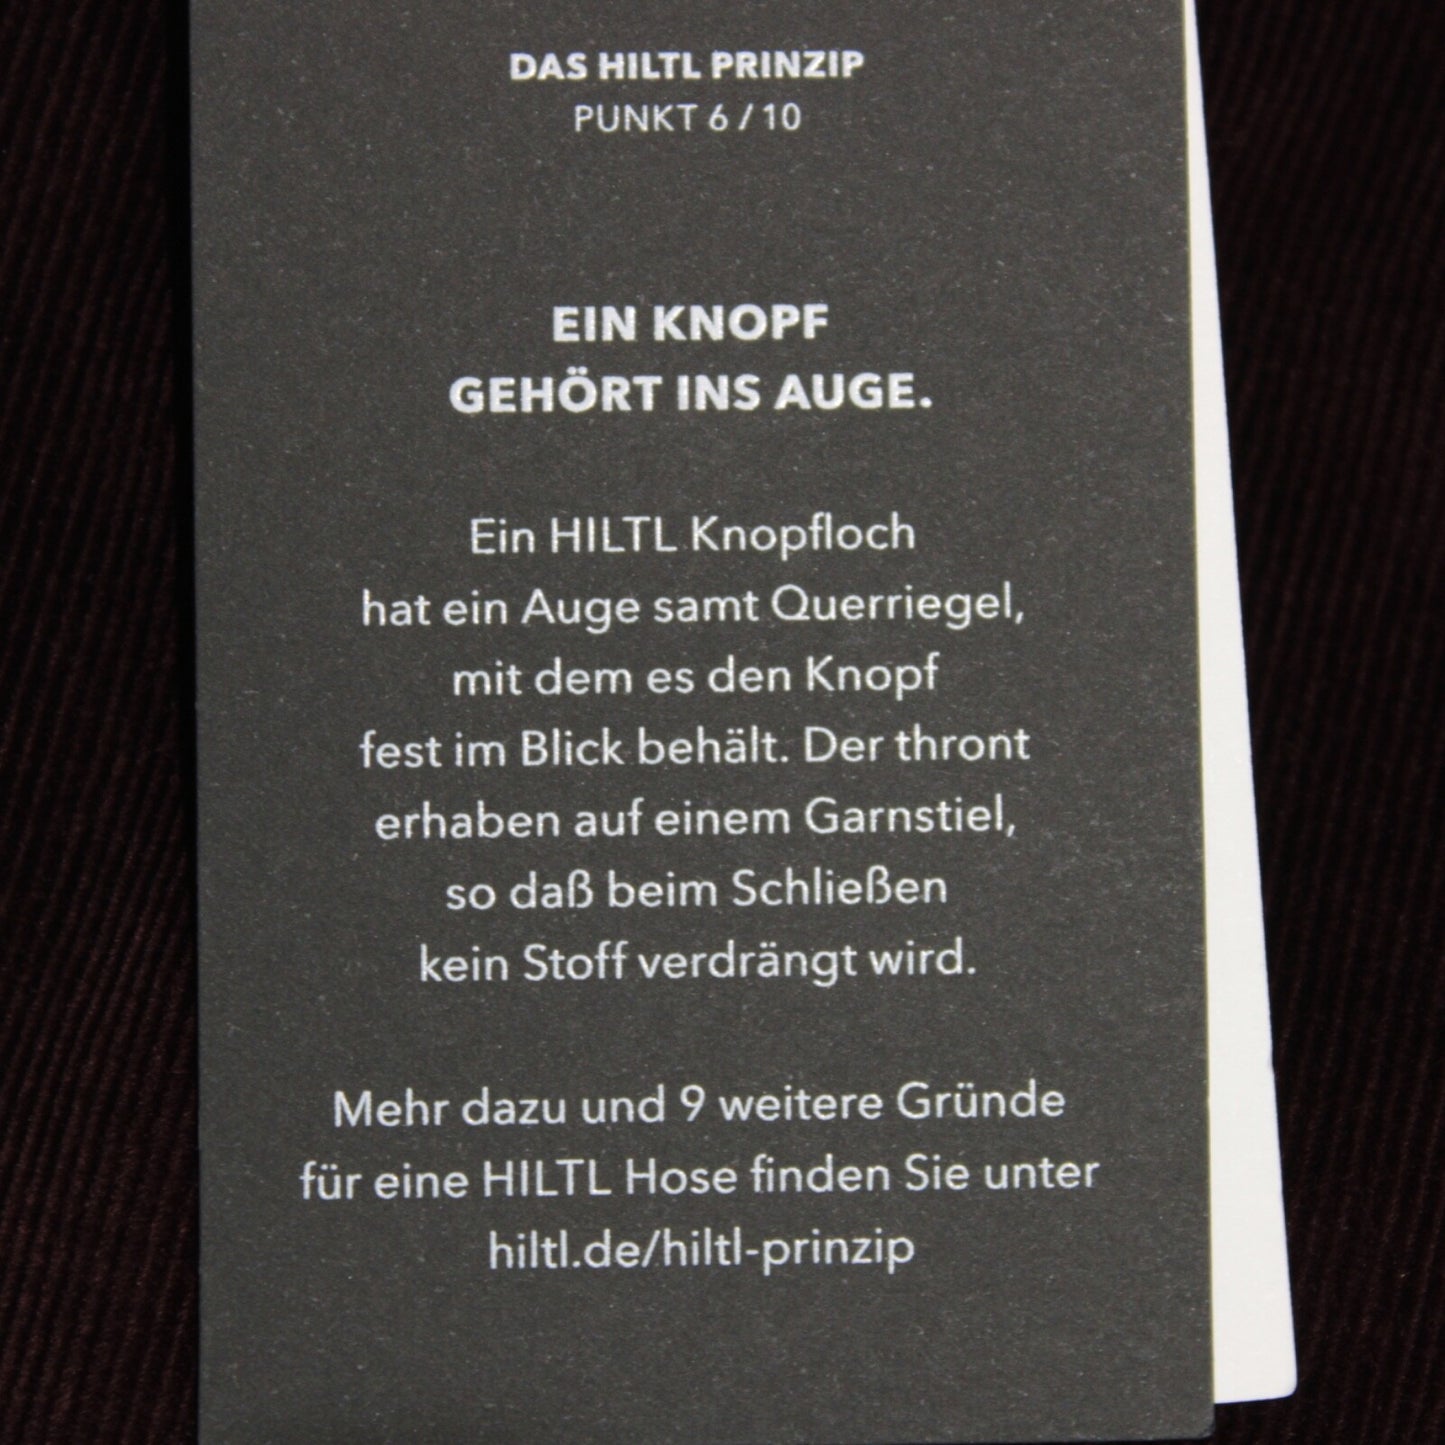 DAS HILTL PRINZIP
PUNKT 6 / 10
EIN KNOPF
GEHÖRT INS AUGE.
Ein HILTL Knopfloch
hat ein Auge samt Querriegel,
mit dem es den Knopf
fest im Blick behält. Der thront
erhaben auf einem Garnstiel,
so daß beim Schließen
kein Stoff verdrängt wird.
Mehr dazu und 9 weitere Gründe
für eine HILTL Hose finden Sie unter
hiltl.de/hiltl-prinzip